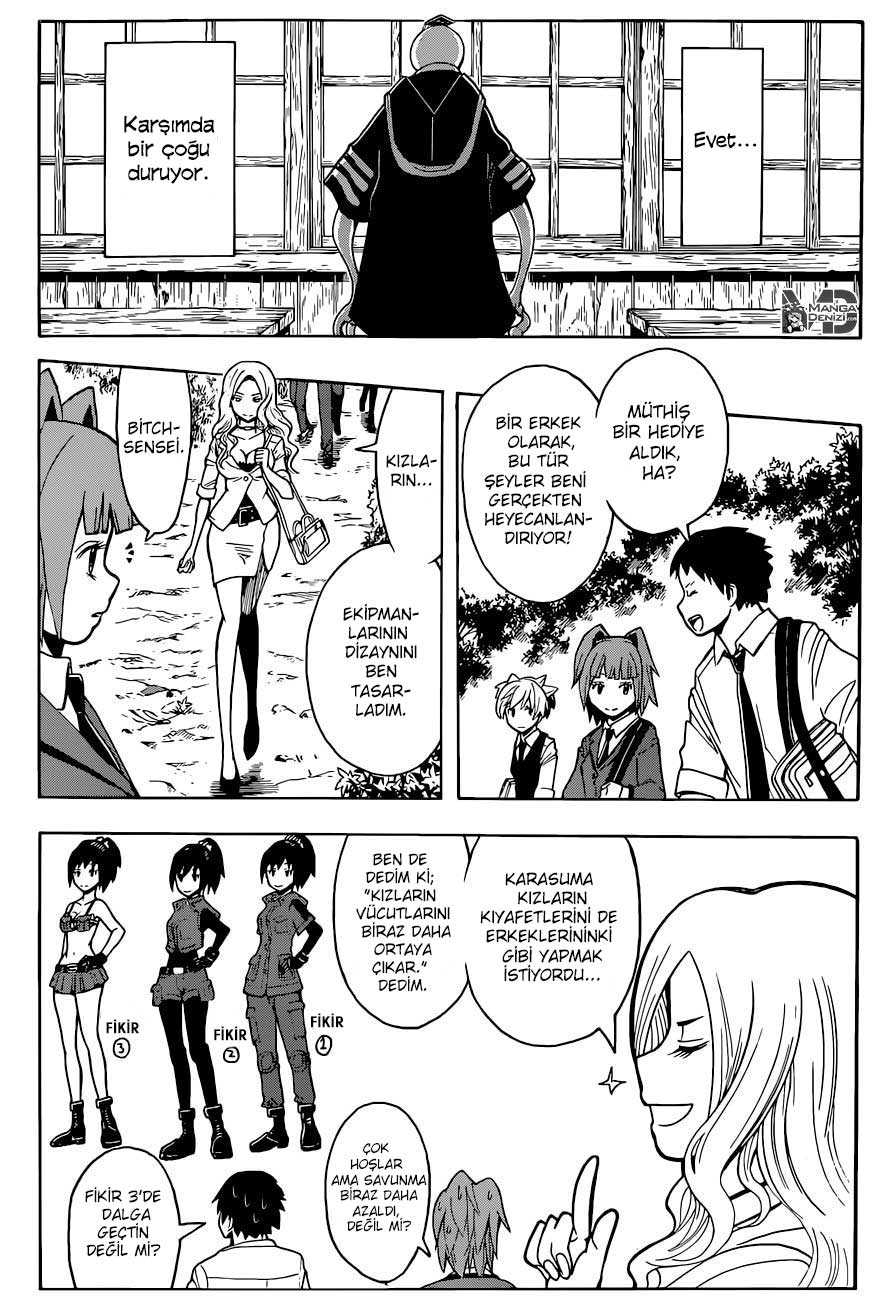 Evet...
Karşımda
bir çoğu
duruyor.
MANGA
DENİZİ
MÜTHİŞ
BİR HEDİYE
ALDIK,
HA?
BİR ERKEK
OLARAK,
BU TÜR
ŞEYLER BENİ
GERÇEKTEN
HEYECANLAN-
DIRIYOR!
KIZLA-
RIN...
BITCH-
SENSEI.
EKİPMAN-
LARININ
DİZAYNINI
BEN
TASAR-
LADIM.
KARASUMA
KIZLARIN
KIYAFETLERİNİ DE
ERKEKLERİNİNKİ
GİBİ YAPMAK
İSTİYORDU...
BEN DE
DEDİM Kİ;
"KIZLARIN
VÜCUTLARINI
BİRAZ DAHA
ORTAYA
ÇIKAR."
DEDİM.
FİKİR
①
FİKİR
②
FİKİR
③
ÇOK
HOŞLAR
AMA SAVUNMA
BİRAZ DAHA
AZALDI,
DEĞİL Mİ?
FİKİR 3'DE
DALGA
GEÇTİN
DEĞİL Mİ?